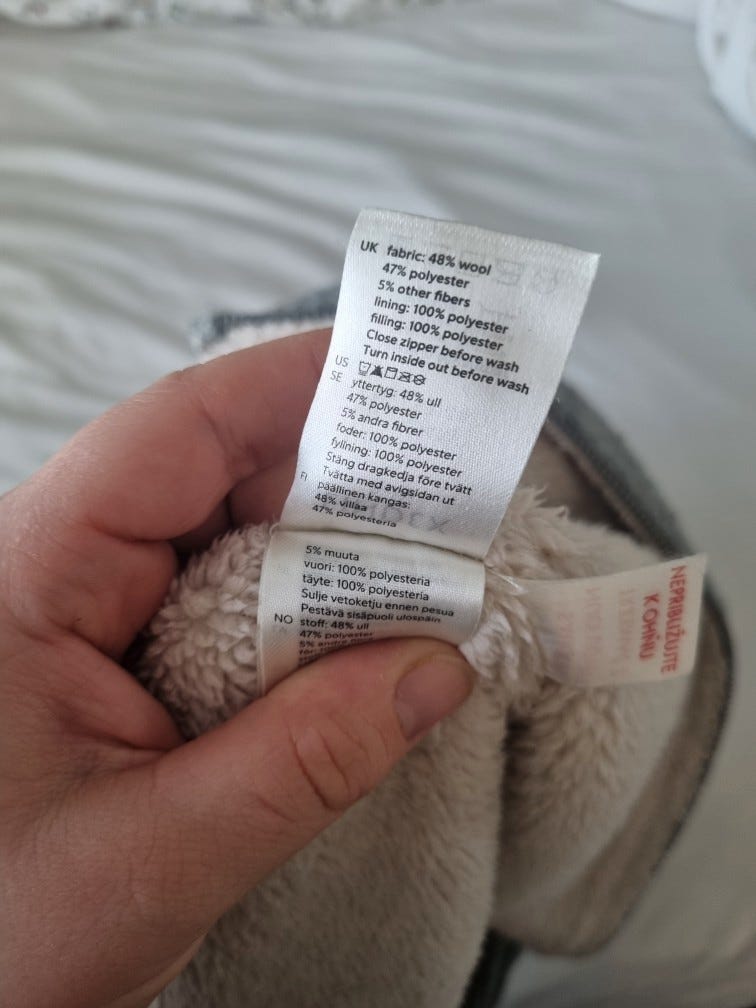 UK fabric: 48% wool
47% polyester
5% other fibers
lining: 100% polyester
filling: 100% polyester
Close zipper before wash
Turn inside out before wash
US
SE yttertyg: 48% ull
47% polyester
5% andra fibrer
foder: 100% polyester
fyllning: 100% polyester
Stäng dragkedja före tvätt
Tvätta med avigsidan ut
FI päällinen kangas:
48% villaa
47% polyesteria
5% muuta
vuori: 100% polyesteria
täyte: 100% polyesteria
Sulje vetoketju ennen pesua
Pestävä sisäpuoli ulospäin
NO stoff: 48% ull
47% polyester
5% andre
NEPŘIBLIŽUJTE
K OHŇU